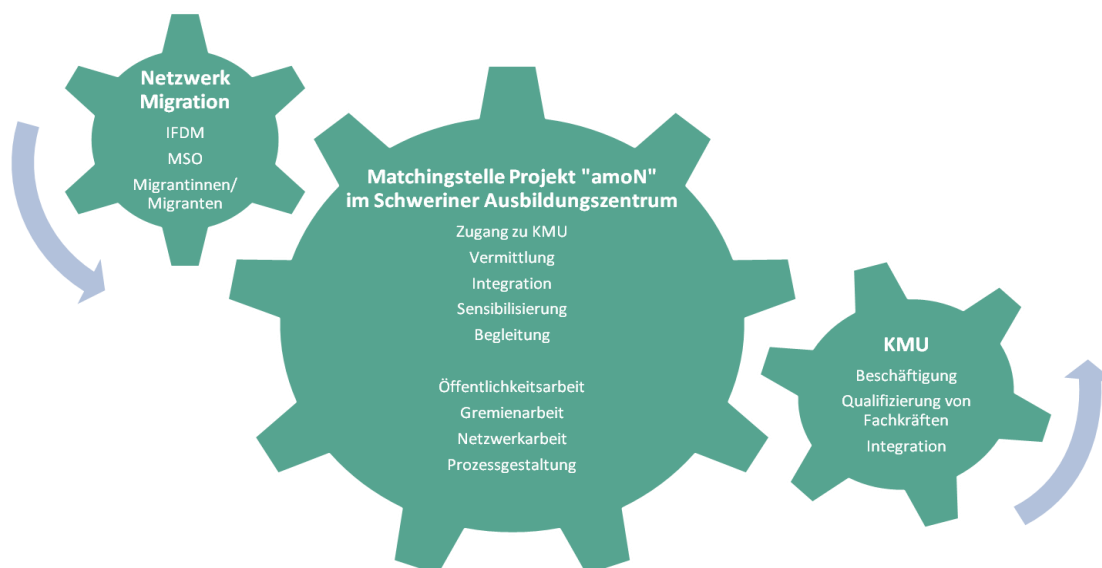 Netzwerk
Migration
IFDM
MSO
Migrantinnen/
Migranten
Matchingstelle Projekt "amoN"
im Schweriner Ausbildungszentrum
Zugang zu KMU
Vermittlung
Integration
Sensibilisierung
Begleitung
Öffentlichkeitsarbeit
Gremienarbeit
Netzwerkarbeit
Prozessgestaltung
KMU
Beschäftigung
Qualifizierung von
Fachkräften
Integration